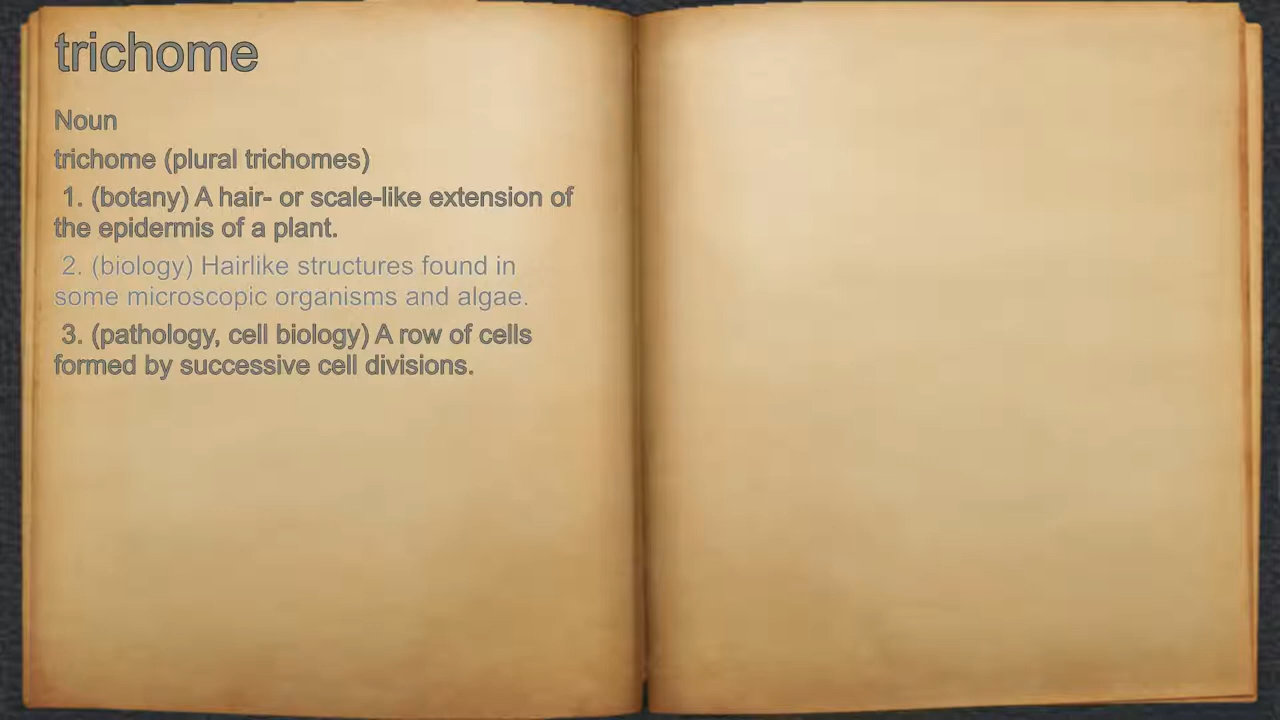 trichome
Noun
trichome (plural trichomes)
1. (botany) A hair- or scale-like extension of
the epidermis of a plant.
2. (biology) Hairlike structures found in
some microscopic organisms and algae.
3. (pathology, cell biology) A row of cells
formed by successive cell divisions.